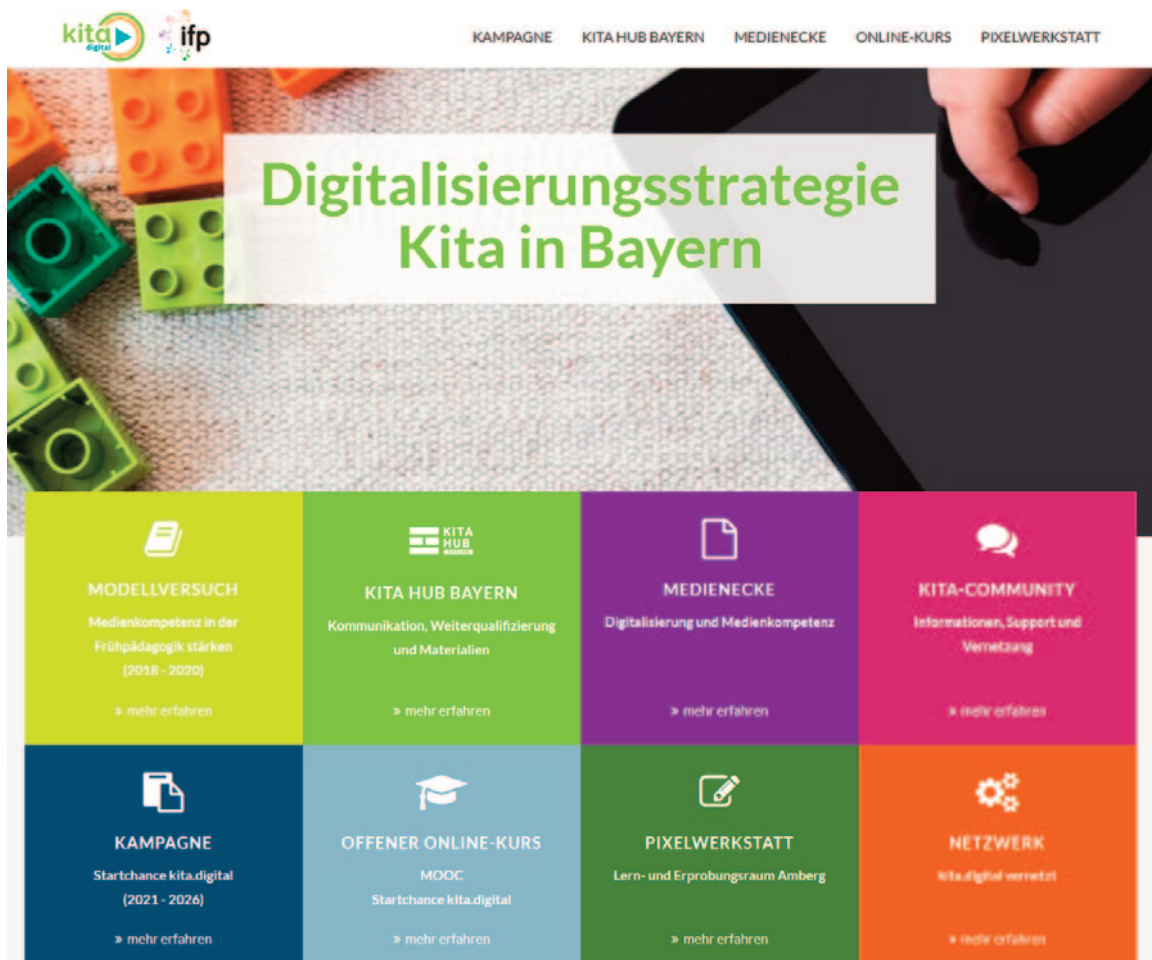 kita
digital
ifp
KAMPAGNE KITA HUB BAYERN MEDIENECKE ONLINE-KURS PIXELWERKSTATT
Digitalisierungsstrategie
Kita in Bayern
MODELLVERSUCH
Medienkompetenz in der
Frühpädagogik stärken
(2018 - 2020)
» mehr erfahren
KITA
HUB
KITA HUB BAYERN
Kommunikation, Weiterqualifizierung
und Materialien
» mehr erfahren
MEDIENECKE
Digitalisierung und Medienkompetenz
» mehr erfahren
KITA-COMMUNITY
Informationen, Support und
Vernetzung
» mehr erfahren
KAMPAGNE
Startchance kita.digital
(2021 - 2026)
» mehr erfahren
OFFENER ONLINE-KURS
MOOC
Startchance kita.digital
» mehr erfahren
PIXELWERKSTATT
Lern- und Erprobungsraum Amberg
» mehr erfahren
NETZWERK
kita.digital vernetzt
» mehr erfahren